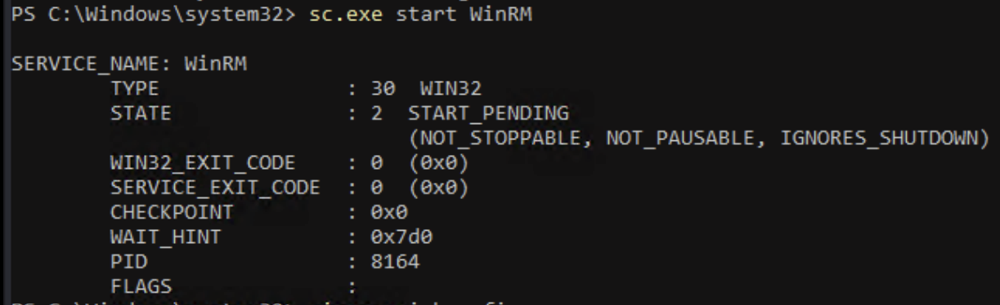 PS C:\Windows\system32> sc.exe start WinRM
SERVICE_NAME: WinRM
TYPE : 30 WIN32
STATE : 2 START_PENDING
(NOT_STOPPABLE, NOT_PAUSABLE, IGNORES_SHUTDOWN)
WIN32_EXIT_CODE : 0 (0x0)
SERVICE_EXIT_CODE : 0 (0x0)
CHECKPOINT : 0x0
WAIT_HINT : 0x7d0
PID : 8164
FLAGS :